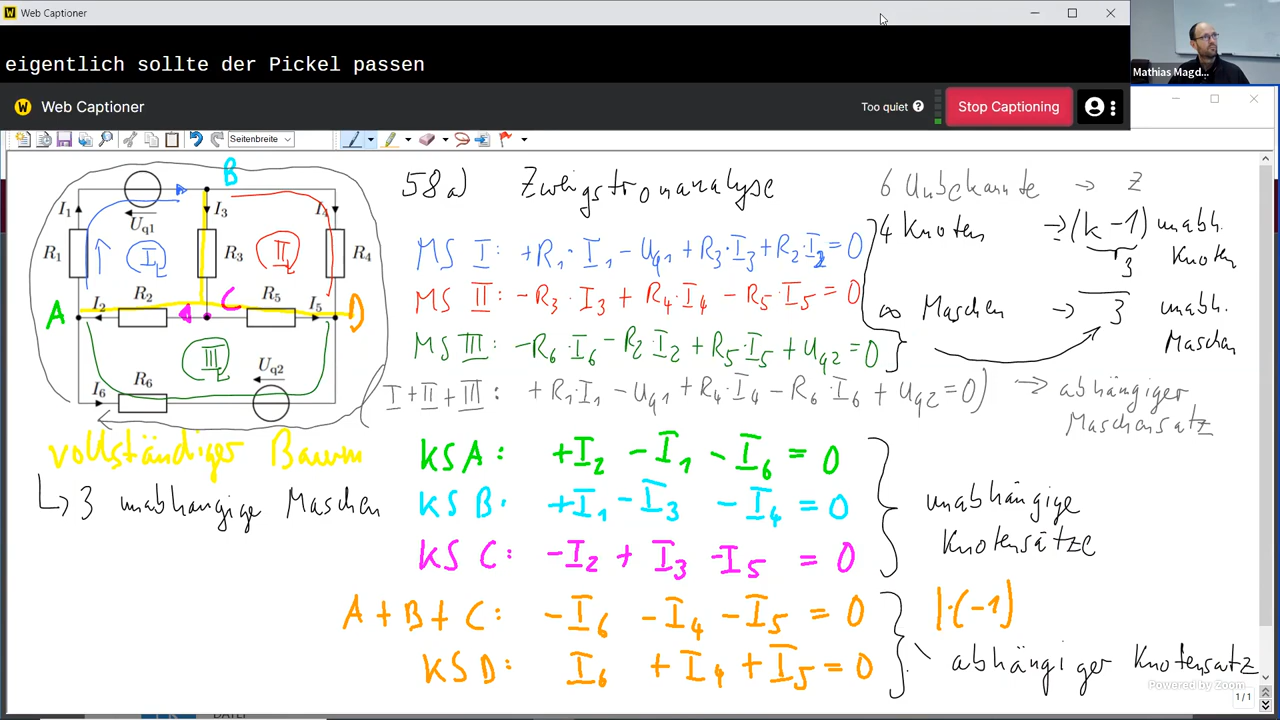 Web Captioner
eigentlich sollte der Pickel passen
Mathias Magd...
Web Captioner
Too quiet
Stop Captioning
Seitenbreite
B
I1
Uq1
I3
I4
R1
I
R3
II
R4
A
I2
R2
C
R5
I5
D
III
I6
R6
Uq2
vollständiger Baum
↳ 3 unabhängige Maschen
58a) Zweigstromanalyse
MS I: +R1·I1 - Uq1 + R3·I3 + R2·I2 = 0
MS II: -R3·I3 + R4·I4 - R5·I5 = 0
MS III: -R6·I6 - R2·I2 + R5·I5 + Uq2 = 0
I+II+III: +R1·I1 - Uq1 + R4·I4 - R6·I6 + Uq2 = 0) → abhängiger
Maschensatz
6 Unbekannte → z
4 Knoten → (k-1) unabh.
3 Knoten
∞ Maschen → 3 unabh.
Maschen
KSA: +I2 - I1 - I6 = 0
KS B: +I1 - I3 - I4 = 0
KS C: -I2 + I3 - I5 = 0
unabhängige
Knotensätze
A+B+C: -I6 - I4 - I5 = 0 |·(-1)
KS D: I6 + I4 + I5 = 0
abhängiger Knotensatz
Powered by Zoom
1/1